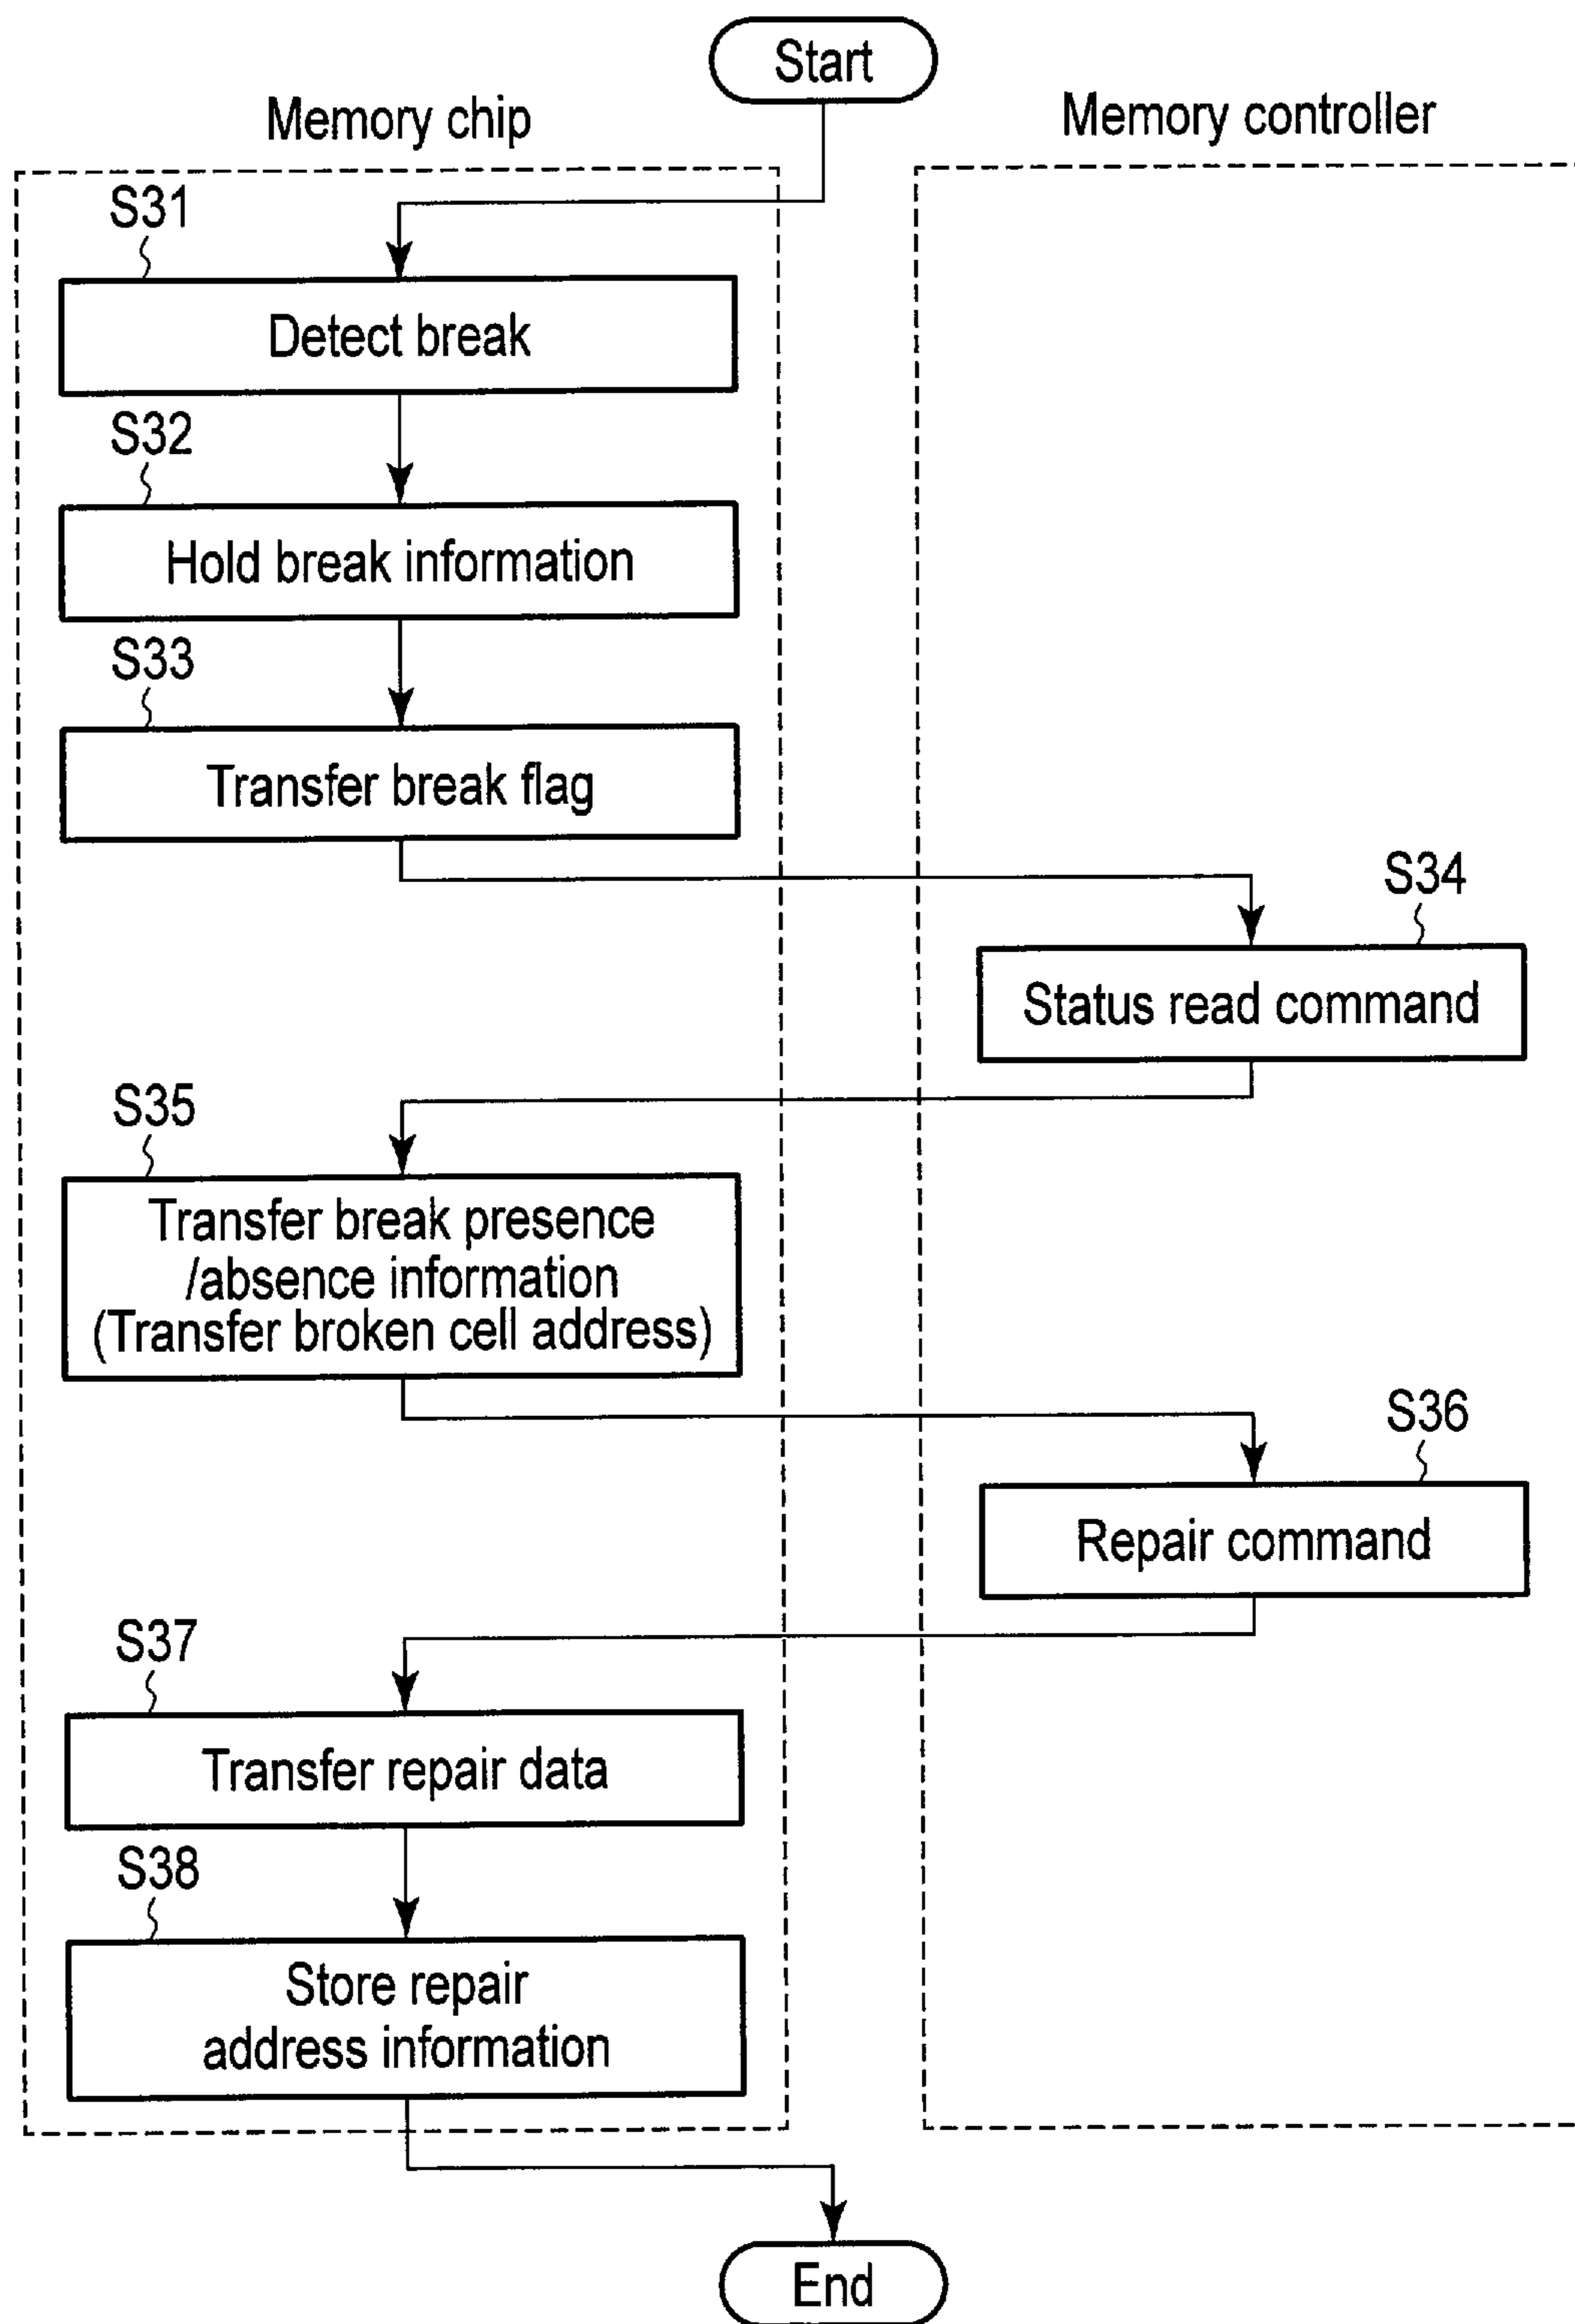 Start
Memory chip
Memory controller
S31
Detect break
S32
Hold break information
S33
Transfer break flag
S34
Status read command
S35
Transfer break presence
/absence information
(Transfer broken cell address)
S36
Repair command
S37
Transfer repair data
S38
Store repair
address information
End